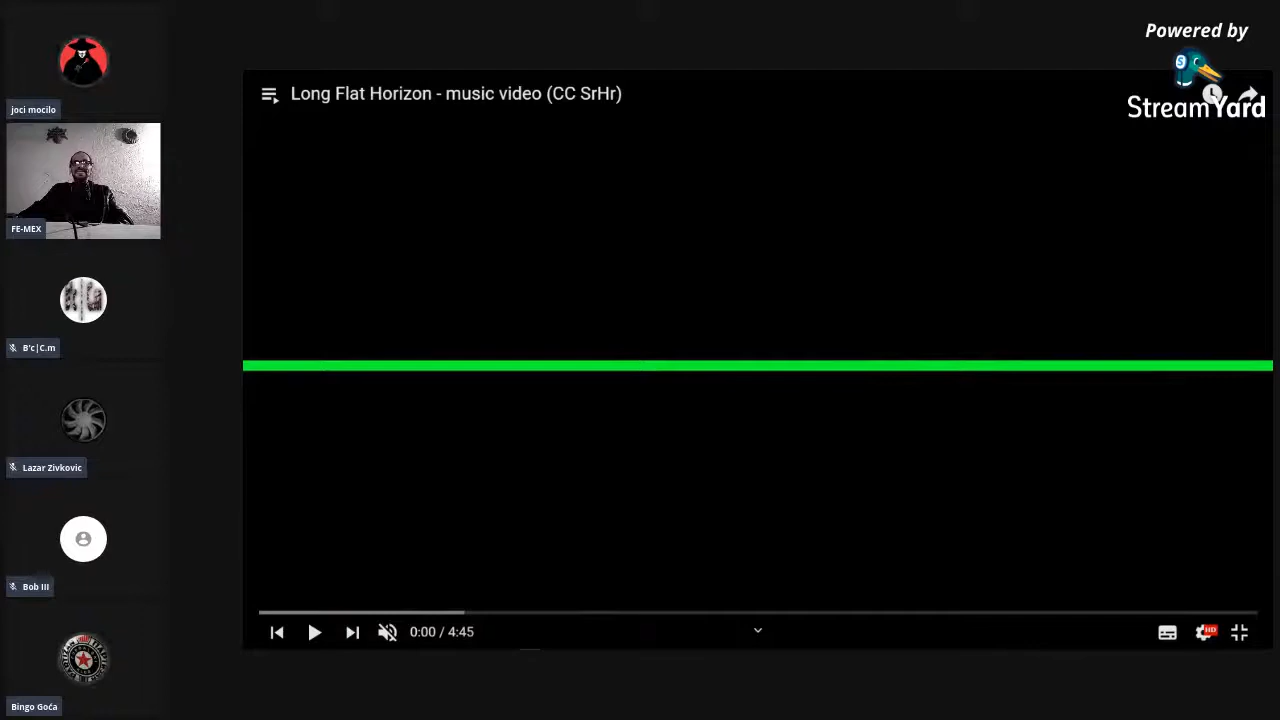 Powered by
StreamYard
Long Flat Horizon - music video (CC SrHr)
joci mocilo
FE-MEX
B'c|C.m
Lazar Zivkovic
Bob III
Bingo Goća
0:00 / 4:45
HD